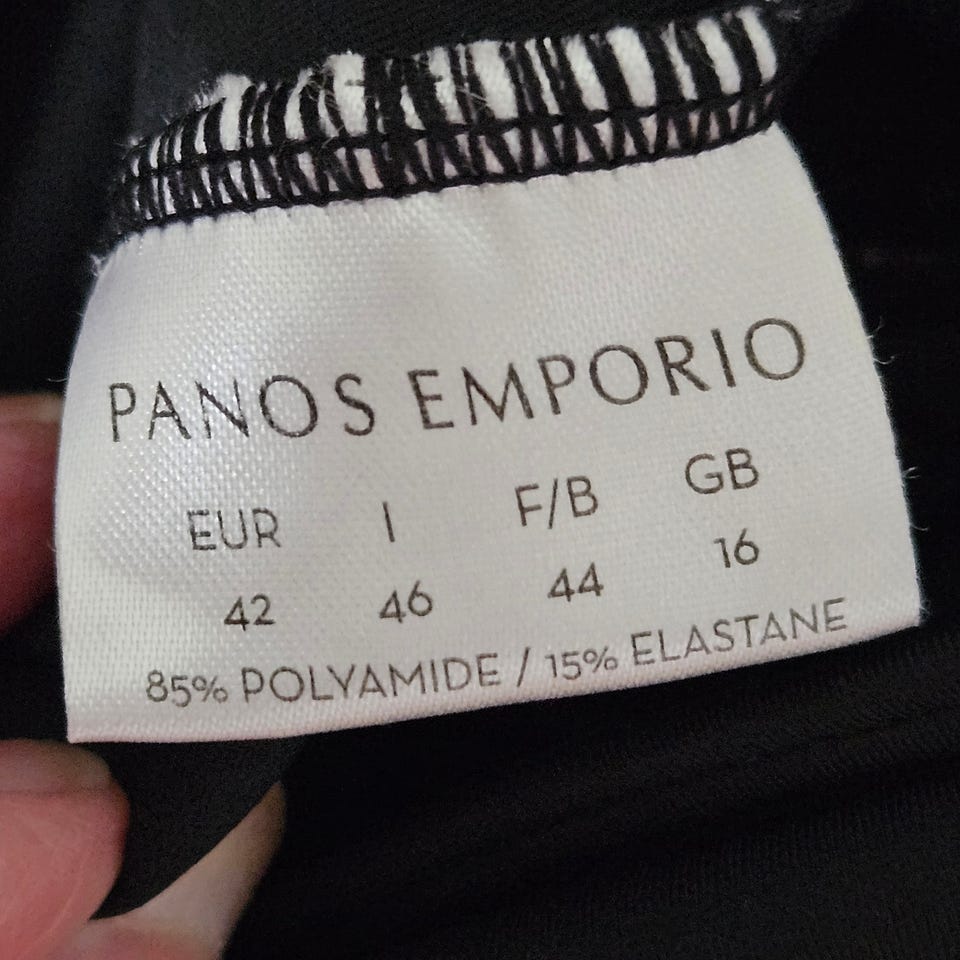 PANOS EMPORIO
EUR I F/B GB
42 46 44 16
85% POLYAMIDE / 15% ELASTANE